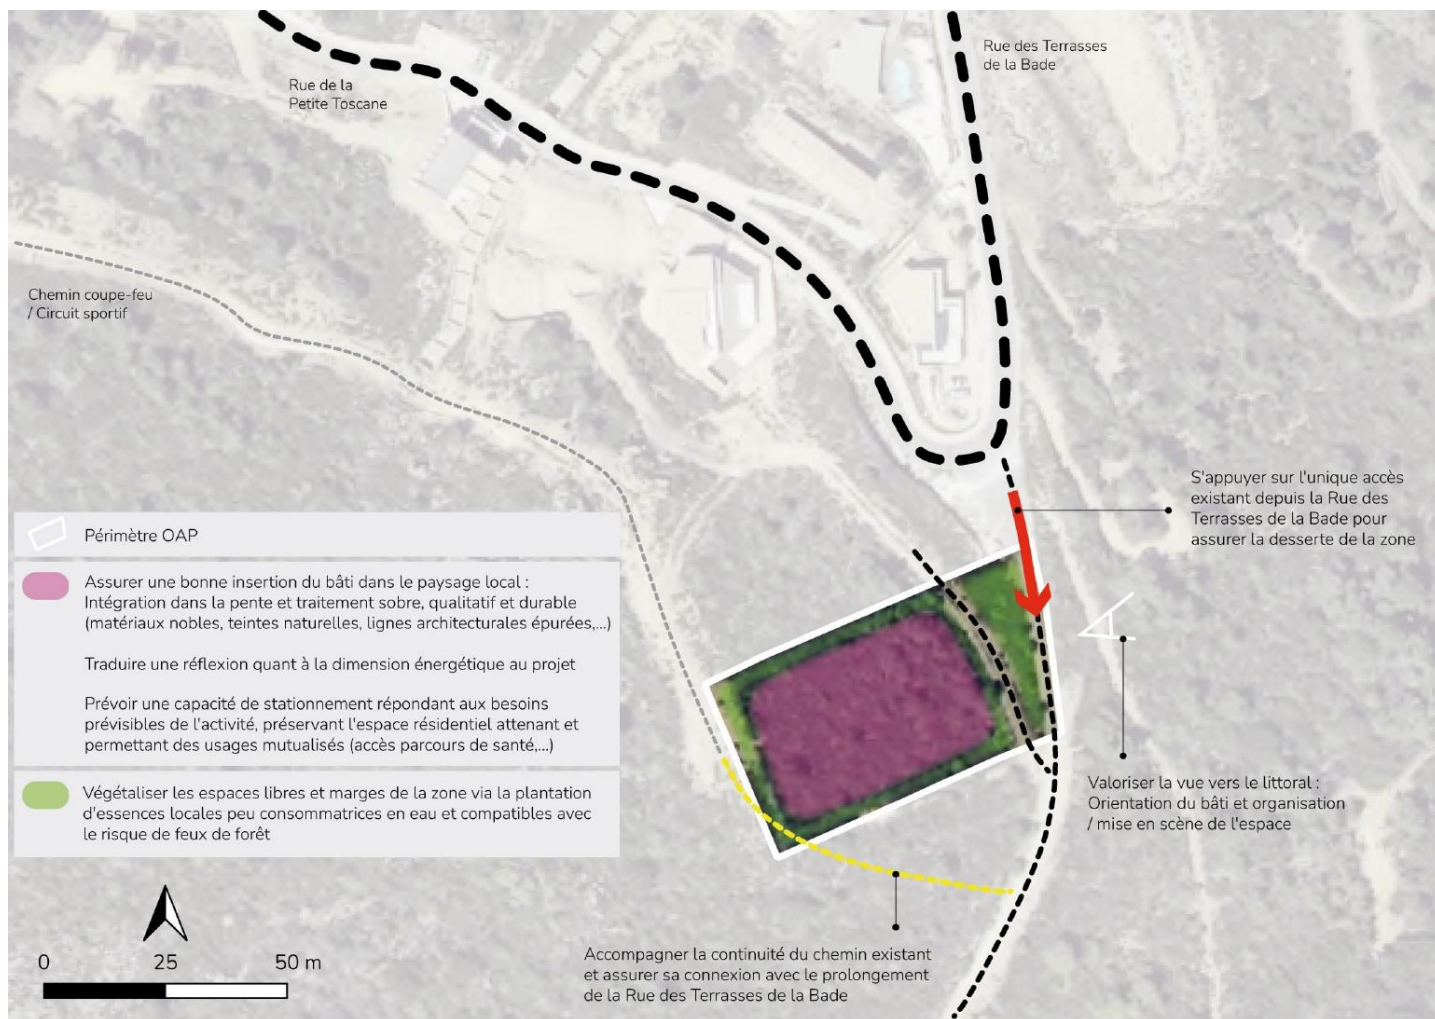 Rue des Terrasses
de la Bade
Rue de la
Petite Toscane
Chemin coupe-feu
/ Circuit sportif
S'appuyer sur l'unique accès
existant depuis la Rue des
Terrasses de la Bade pour
assurer la desserte de la zone
Périmètre OAP
Assurer une bonne insertion du bâti dans le paysage local :
Intégration dans la pente et traitement sobre, qualitatif et durable
(matériaux nobles, teintes naturelles, lignes architecturales épurées,...)
Traduire une réflexion quant à la dimension énergétique au projet
Prévoir une capacité de stationnement répondant aux besoins
prévisibles de l'activité, préservant l'espace résidentiel attenant et
permettant des usages mutualisés (accès parcours de santé,...)
Végétaliser les espaces libres et marges de la zone via la plantation
d'essences locales peu consommatrices en eau et compatibles avec
le risque de feux de forêt
Valoriser la vue vers le littoral :
Orientation du bâti et organisation
/ mise en scène de l'espace
Accompagner la continuité du chemin existant
et assurer sa connexion avec le prolongement
de la Rue des Terrasses de la Bade
0 25 50 m